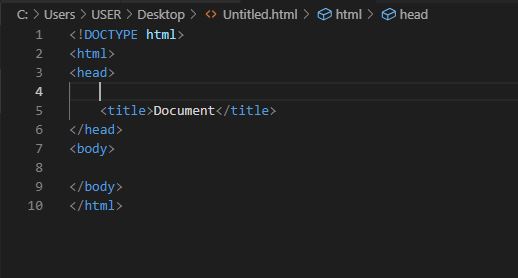 C: > Users > USER > Desktop > <> Untitled.html > html > head
1 <!DOCTYPE html>
2 <html>
3 <head>
4
5     <title>Document</title>
6 </head>
7 <body>
8
9 </body>
10 </html>